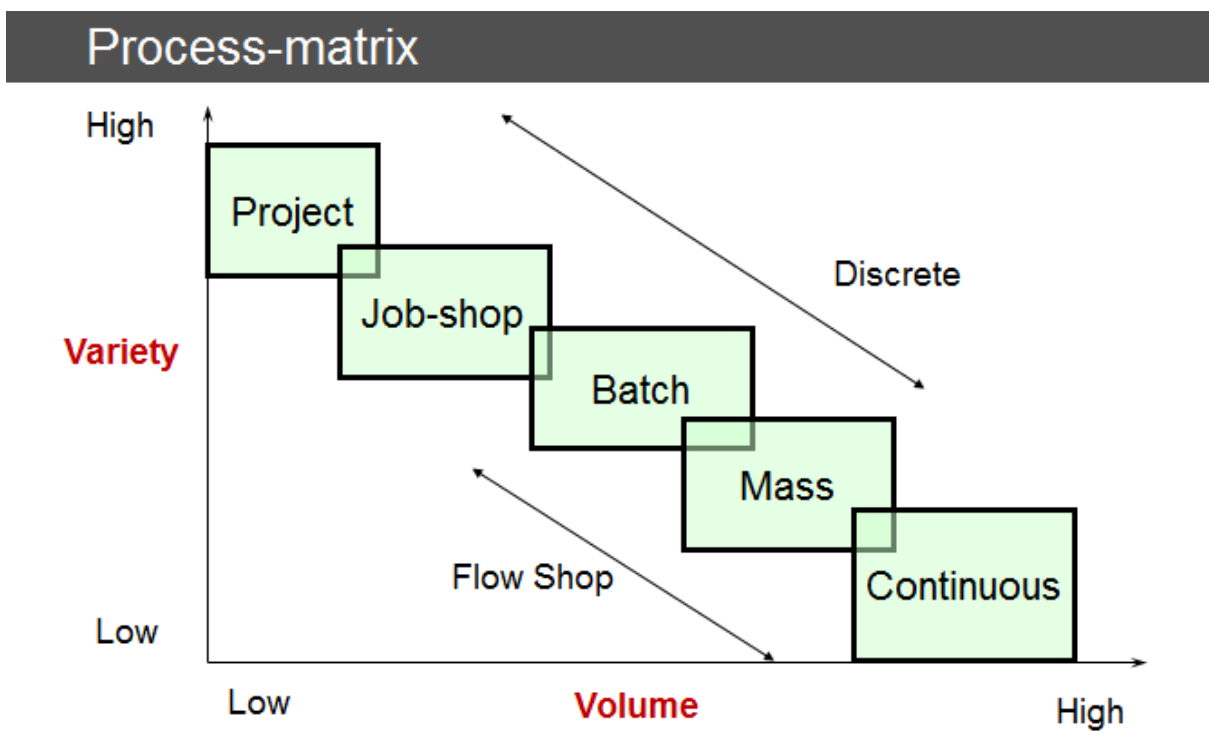 Process-matrix
High
Project
Discrete
Job-shop
Variety
Batch
Mass
Flow Shop
Continuous
Low
Low
Volume
High